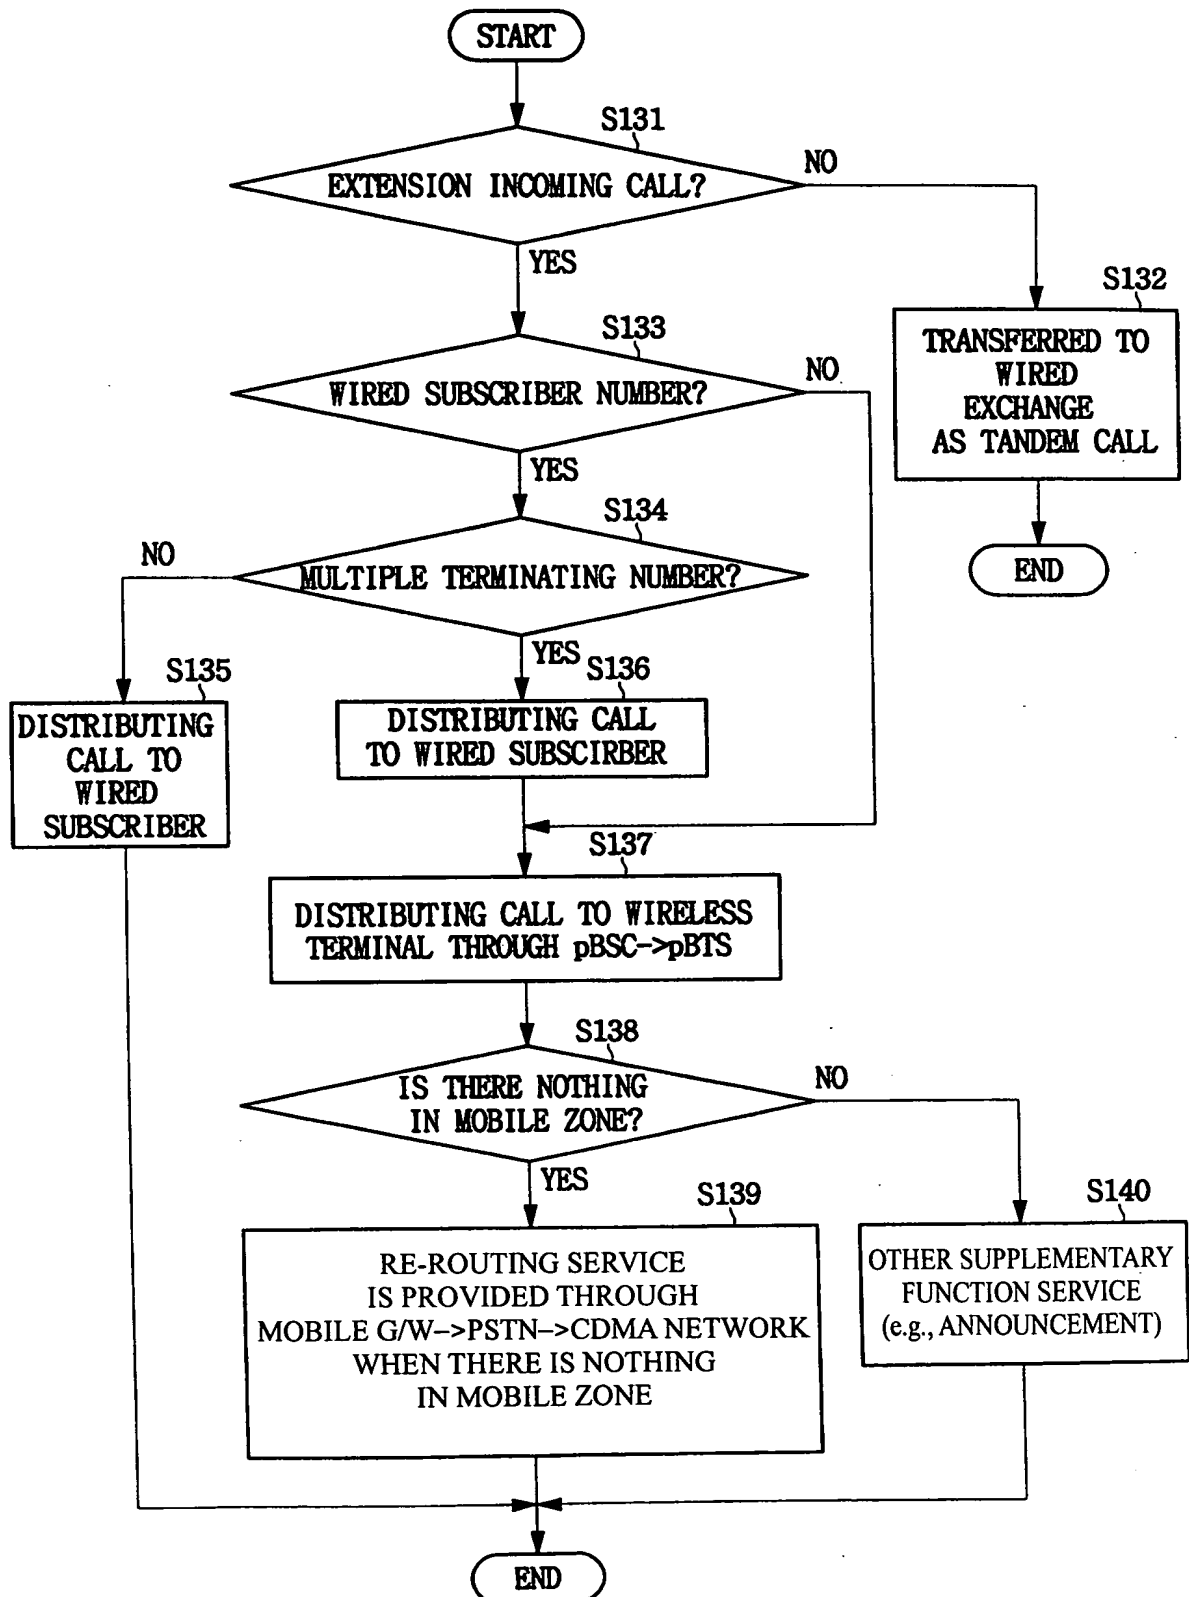 START
S131
EXTENSION INCOMING CALL?
NO
YES
S132
TRANSFERRED TO
WIRED
EXCHANGE
AS TANDEM CALL
END
S133
WIRED SUBSCRIBER NUMBER?
NO
YES
S134
MULTIPLE TERMINATING NUMBER?
NO
YES
S135
DISTRIBUTING
CALL TO
WIRED
SUBSCRIBER
S136
DISTRIBUTING CALL
TO WIRED SUBSCIRBER
S137
DISTRIBUTING CALL TO WIRELESS
TERMINAL THROUGH pBSC->pBTS
S138
IS THERE NOTHING
IN MOBILE ZONE?
NO
YES
S139
RE-ROUTING SERVICE
IS PROVIDED THROUGH
MOBILE G/W–>PSTN–>CDMA NETWORK
WHEN THERE IS NOTHING
IN MOBILE ZONE
S140
OTHER SUPPLEMENTARY
FUNCTION SERVICE
(e.g., ANNOUNCEMENT)
END